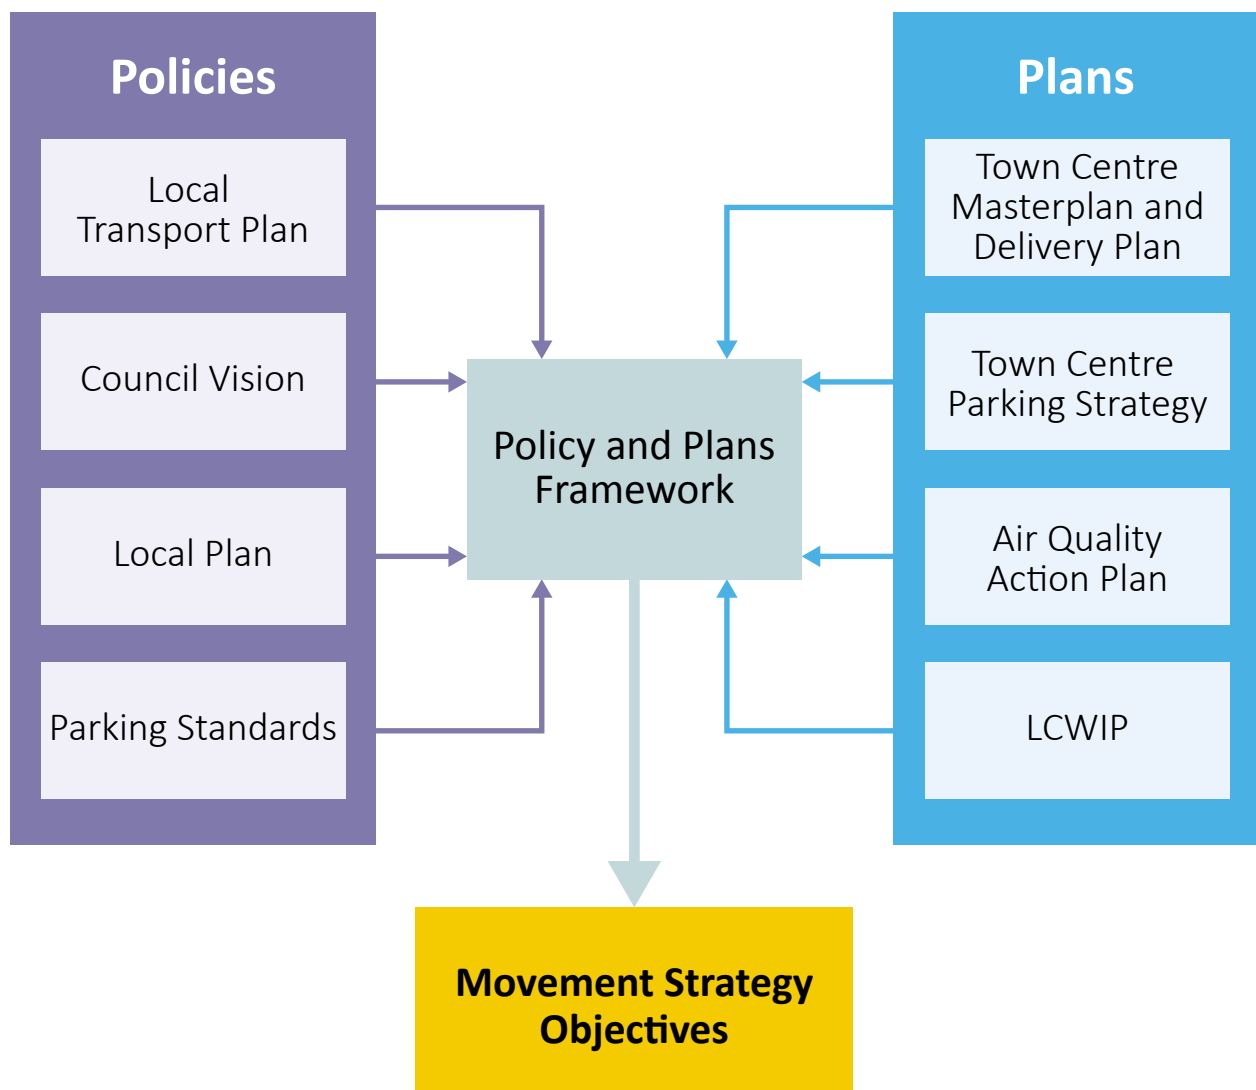 Policies
Local
Transport Plan
Council Vision
Local Plan
Parking Standards
Policy and Plans
Framework
Plans
Town Centre
Masterplan and
Delivery Plan
Town Centre
Parking Strategy
Air Quality
Action Plan
LCWIP
Movement Strategy
Objectives